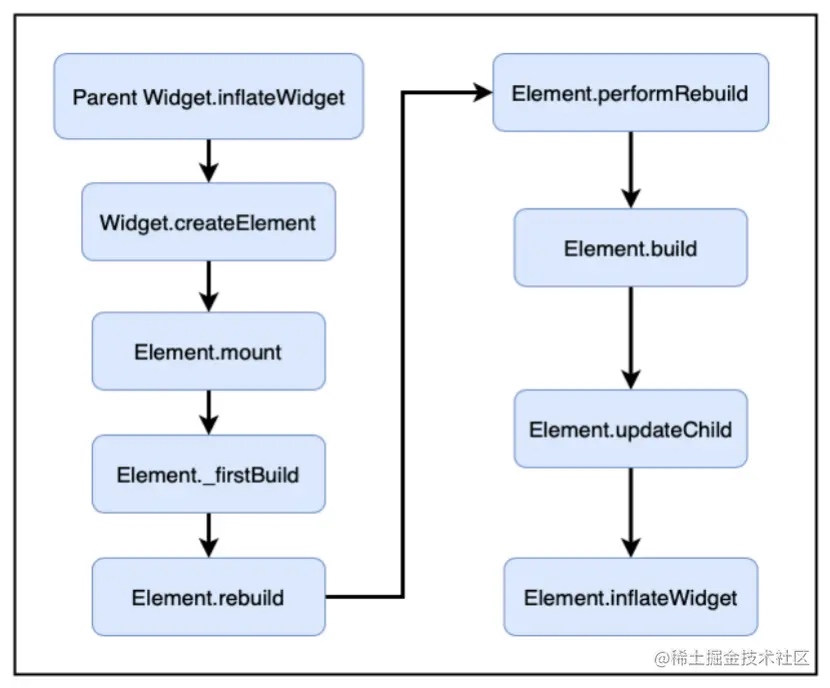 Parent Widget.inflateWidget
Widget.createElement
Element.mount
Element._firstBuild
Element.rebuild
Element.performRebuild
Element.build
Element.updateChild
Element.inflateWidget
@稀土掘金技术社区